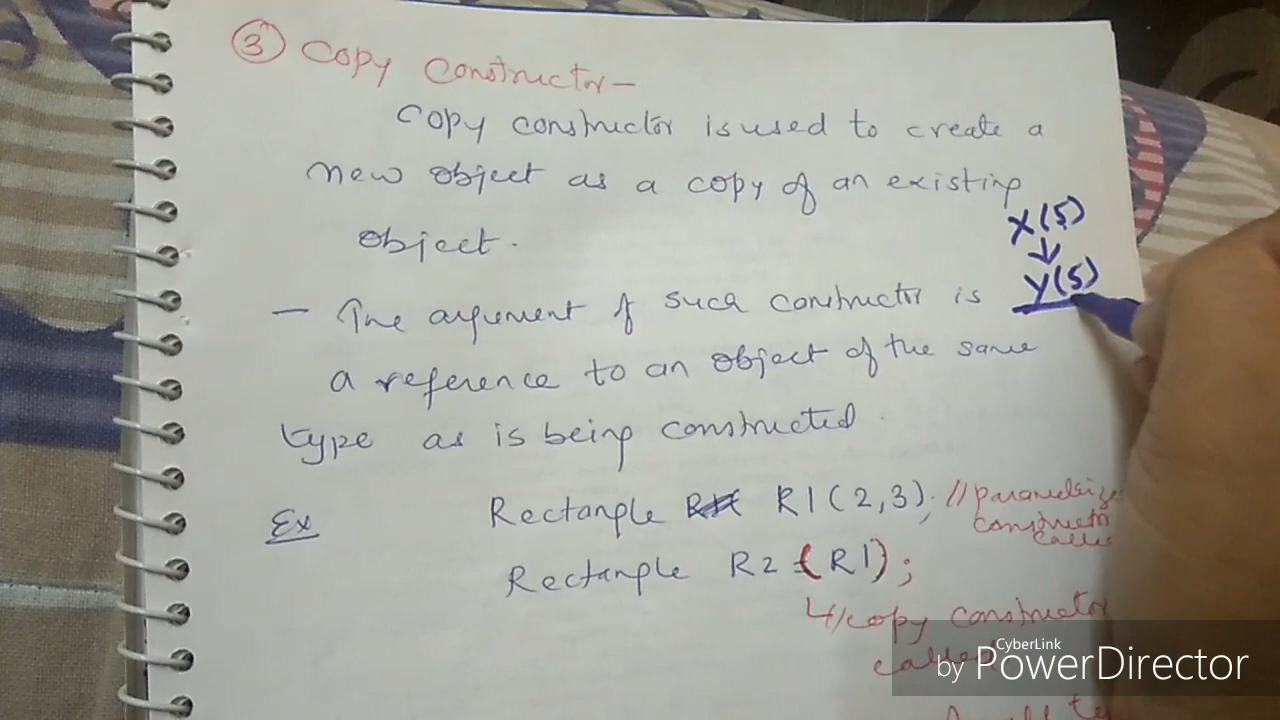 ③ Copy Constructor-
Copy constructor is used to create a
new object as a copy of an existing
object.
X(5)
↓
Y(5)
- The argument of such constructor is
a reference to an object of the same
type as is being constructed.
Ex
Rectangle R1(2,3); //
constructor
Rectangle R2(R1);
copy constructor
called
CyberLink
by PowerDirector